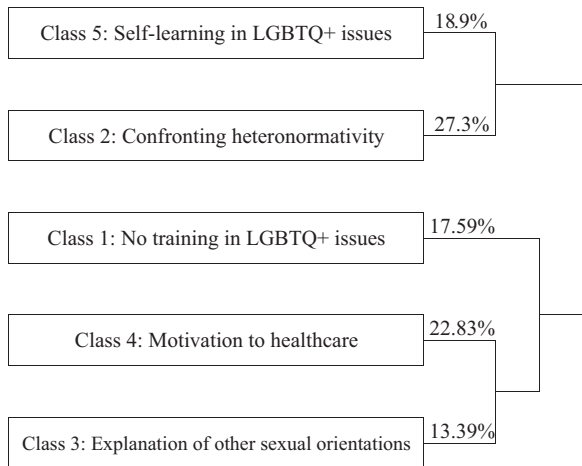 Class 5: Self-learning in LGBTQ+ issues
18.9%
Class 2: Confronting heteronormativity
27.3%
Class 1: No training in LGBTQ+ issues
17.59%
Class 4: Motivation to healthcare
22.83%
Class 3: Explanation of other sexual orientations
13.39%